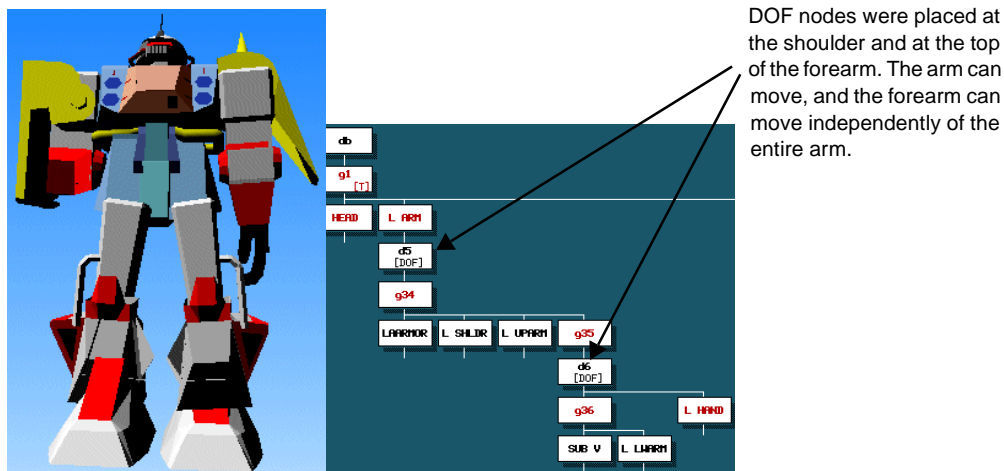 DOF nodes were placed at
the shoulder and at the top
of the forearm. The arm can
move, and the forearm can
move independently of the
entire arm.
db
g1
[T]
HEAD L ARM
d5
[DOF]
g34
LAARMOR L SHLDR L UPARM g35
d6
[DOF]
g36 L HAND
SUB V L LWARM